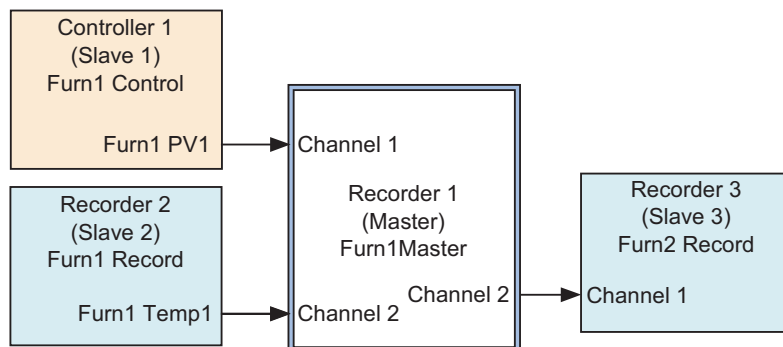 Controller 1
(Slave 1)
Furn1 Control
Furn1 PV1
Recorder 2
(Slave 2)
Furn1 Record
Furn1 Temp1
Channel 1
Recorder 1
(Master)
Furn1Master
Channel 2
Channel 2
Recorder 3
(Slave 3)
Furn2 Record
Channel 1